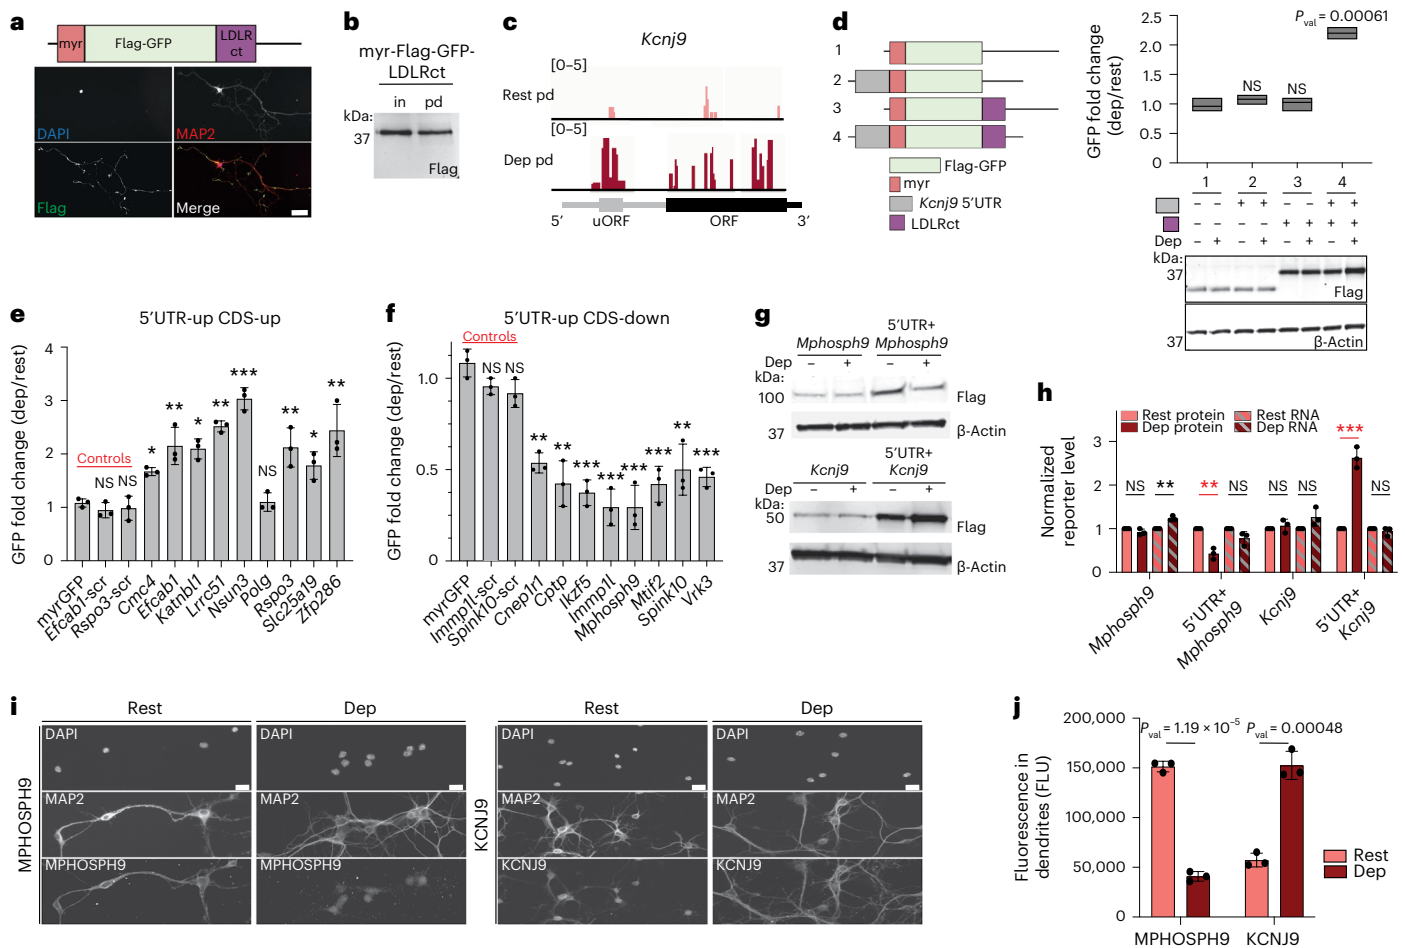 a
myr
Flag-GFP
LDLR
ct
DAPI
MAP2
Flag
Merge
b
myr-Flag-GFP-
LDLRct
in pd
kDa:
37
Flag
c
Kcnj9
[0–5]
Rest pd
[0–5]
Dep pd
5′ uORF ORF 3′
d
1
2
3
4
Flag-GFP
myr
Kcnj9 5′UTR
LDLRct
GFP fold change
(dep/rest)
2.5
2.0
1.5
1.0
0.5
0
NS
NS
Pval = 0.00061
1 2 3 4
– – + + – – + +
– – – – + + + +
Dep – + – + – + – +
kDa:
37
Flag
37
β-Actin
e
5′UTR-up CDS-up
GFP fold change (dep/rest)
4
3
2
1
0
Controls
NS NS * ** * ** *** NS ** * **
myrGFP
Efcab1-scr
Rspo3-scr
Cmc4
Efcab1
Katnbl1
Lrrc51
Nsun3
Polg
Rspo3
Slc25a19
Zfp286
f
5′UTR-up CDS-down
GFP fold change (dep/rest)
1.0
0.5
0
Controls
NS NS ** ** *** *** *** *** ** ***
myrGFP
Immp1l-scr
Spink10-scr
Cnep1r1
Cptp
Ikzf5
Immp1l
Mphosph9
Mtif2
Spink10
Vrk3
g
Mphosph9
5′UTR+
Mphosph9
Dep – + – +
kDa:
100
Flag
37
β-Actin
Kcnj9
5′UTR+
Kcnj9
Dep – + – +
kDa:
50
Flag
37
β-Actin
h
Rest protein
Dep protein
Rest RNA
Dep RNA
Normalized
reporter level
3
2
1
0
NS ** ** NS NS NS *** NS
Mphosph9
5′UTR+
Mphosph9
Kcnj9
5′UTR+
Kcnj9
i
Rest
Dep
Rest
Dep
MPHOSPH9
DAPI
MAP2
MPHOSPH9
DAPI
MAP2
MPHOSPH9
KCNJ9
DAPI
MAP2
KCNJ9
DAPI
MAP2
KCNJ9
j
Fluorescence in
dendrites (FLU)
200,000
150,000
100,000
50,000
0
Pval = 1.19 × 10⁻⁵
Pval = 0.00048
Rest
Dep
MPHOSPH9
KCNJ9